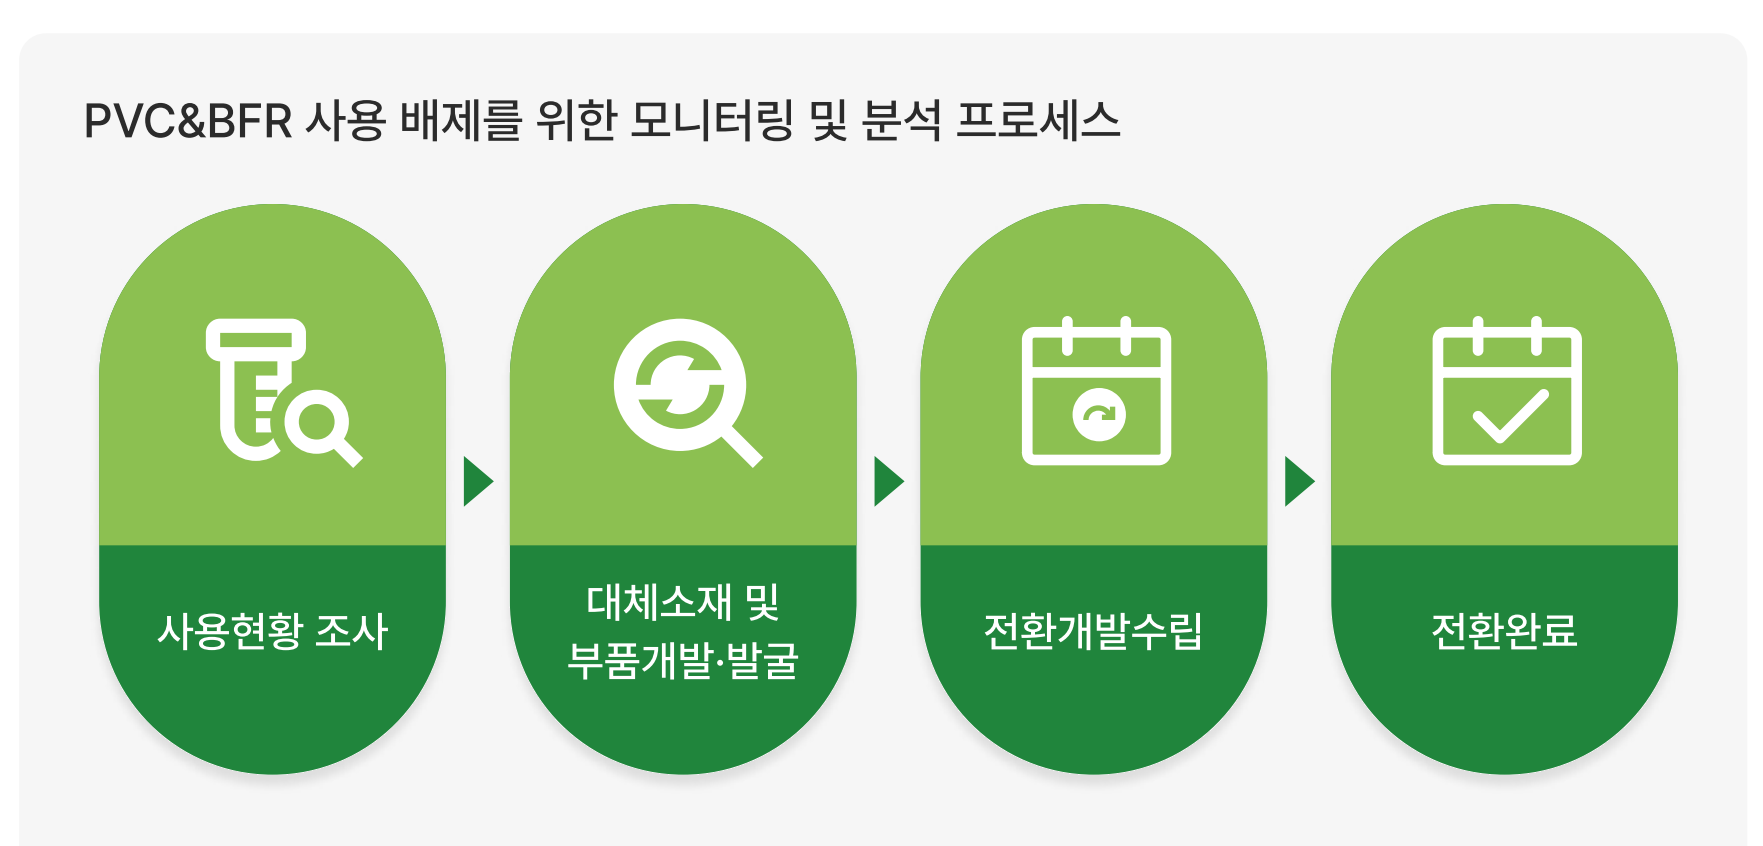 PVC&BFR 사용 배제를 위한 모니터링 및 분석 프로세스
사용현황 조사
대체소재 및
부품개발·발굴
전환개발수립
전환완료